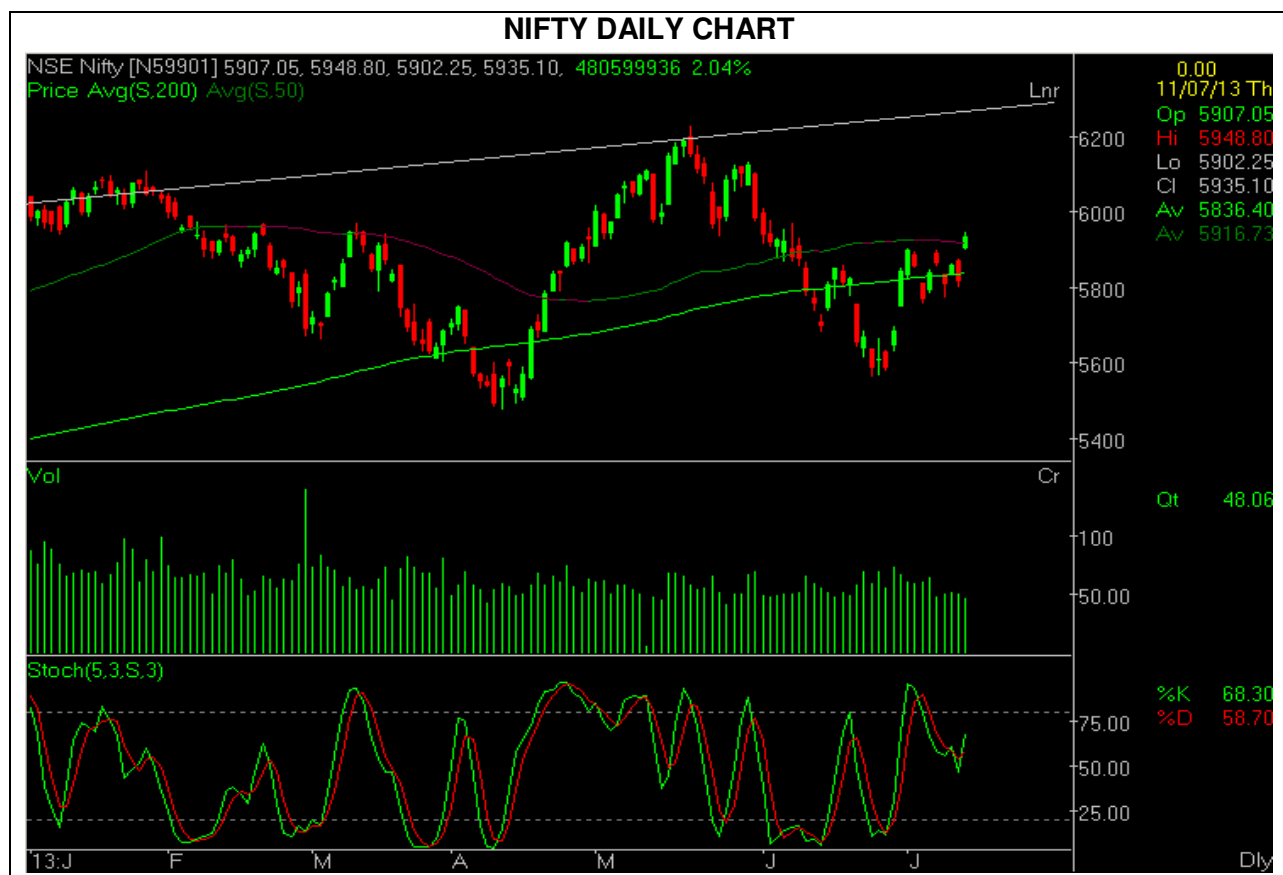 NIFTY DAILY CHART
NSE Nifty [N59901] 5907.05, 5948.80, 5902.25, 5935.10, 480599936 2.04%
Price Avg(S,200) Avg(S,50)
Lnr
0.00
11/07/13 Th
Op 5907.05
Hi 5948.80
Lo 5902.25
Cl 5935.10
Av 5836.40
Av 5916.73
6200
6000
5800
5600
5400
Vol
Cr
Qt 48.06
100
50.00
Stoch(5,3,S,3)
%K 68.30
%D 58.70
75.00
50.00
25.00
'13:J F M A M J J Dly